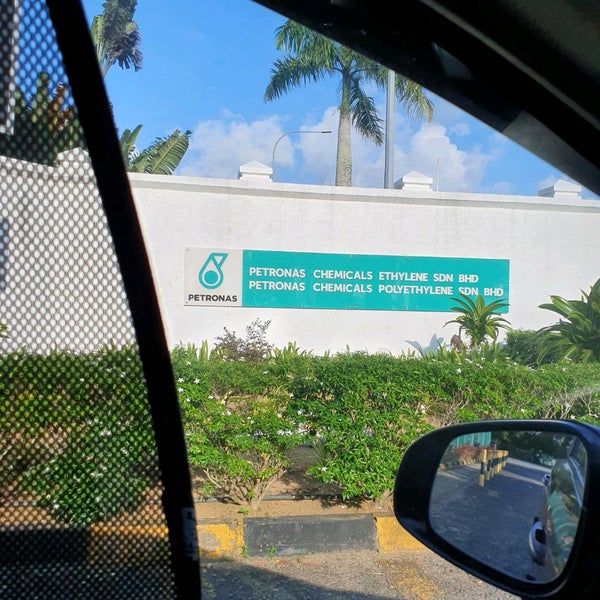 PETRONAS
PETRONAS CHEMICALS ETHYLENE SDN BHD
PETRONAS CHEMICALS POLYETHYLENE SDN BHD